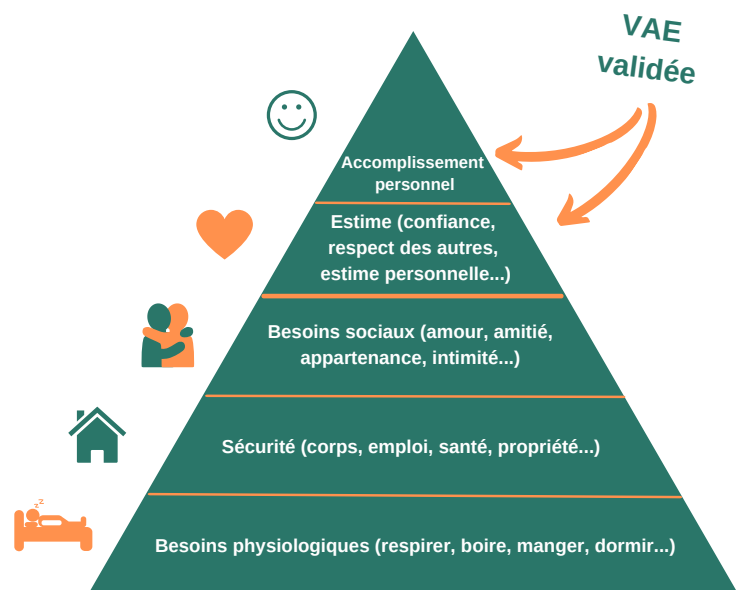 VAE
validée
Accomplissement
personnel
Estime (confiance,
respect des autres,
estime personnelle...)
Besoins sociaux (amour, amitié,
appartenance, intimité...)
Sécurité (corps, emploi, santé, propriété...)
z z
Besoins physiologiques (respirer, boire, manger, dormir...)